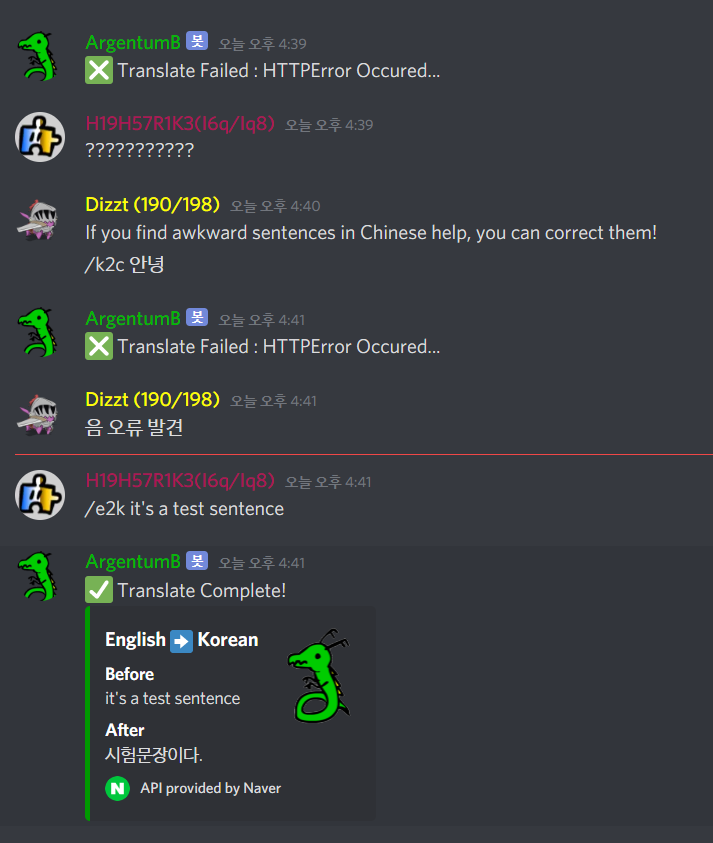 ArgentumB 봇 오늘 오후 4:39
Translate Failed : HTTPError Occured...
H19H57R1K3(I6q/Iq8) 오늘 오후 4:39
???????????
Dizzt (190/198) 오늘 오후 4:40
If you find awkward sentences in Chinese help, you can correct them!
/k2c 안녕
ArgentumB 봇 오늘 오후 4:41
Translate Failed : HTTPError Occured...
Dizzt (190/198) 오늘 오후 4:41
음 오류 발견
H19H57R1K3(I6q/Iq8) 오늘 오후 4:41
/e2k it's a test sentence
ArgentumB 봇 오늘 오후 4:41
Translate Complete!
English ➡ Korean
Before
it's a test sentence
After
시험문장이다.
N API provided by Naver